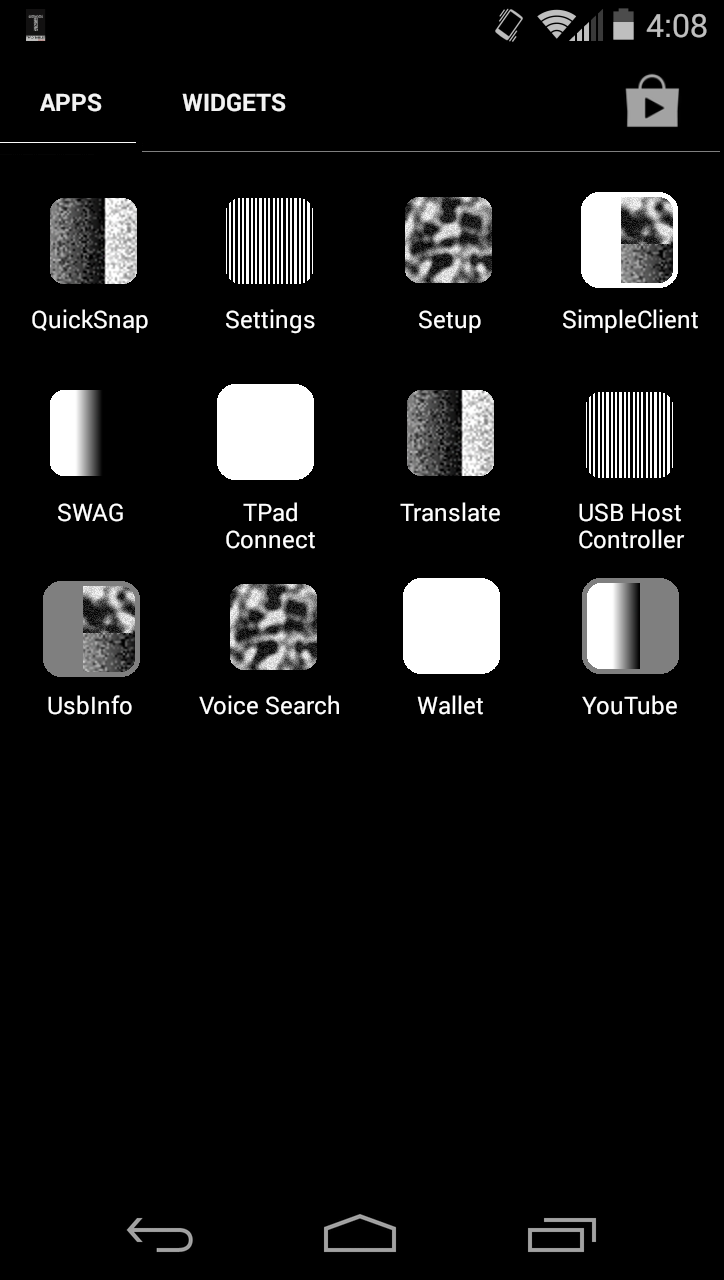 4:08
APPS WIDGETS
QuickSnap Settings Setup SimpleClient
SWAG TPad Connect Translate USB Host Controller
UsbInfo Voice Search Wallet YouTube